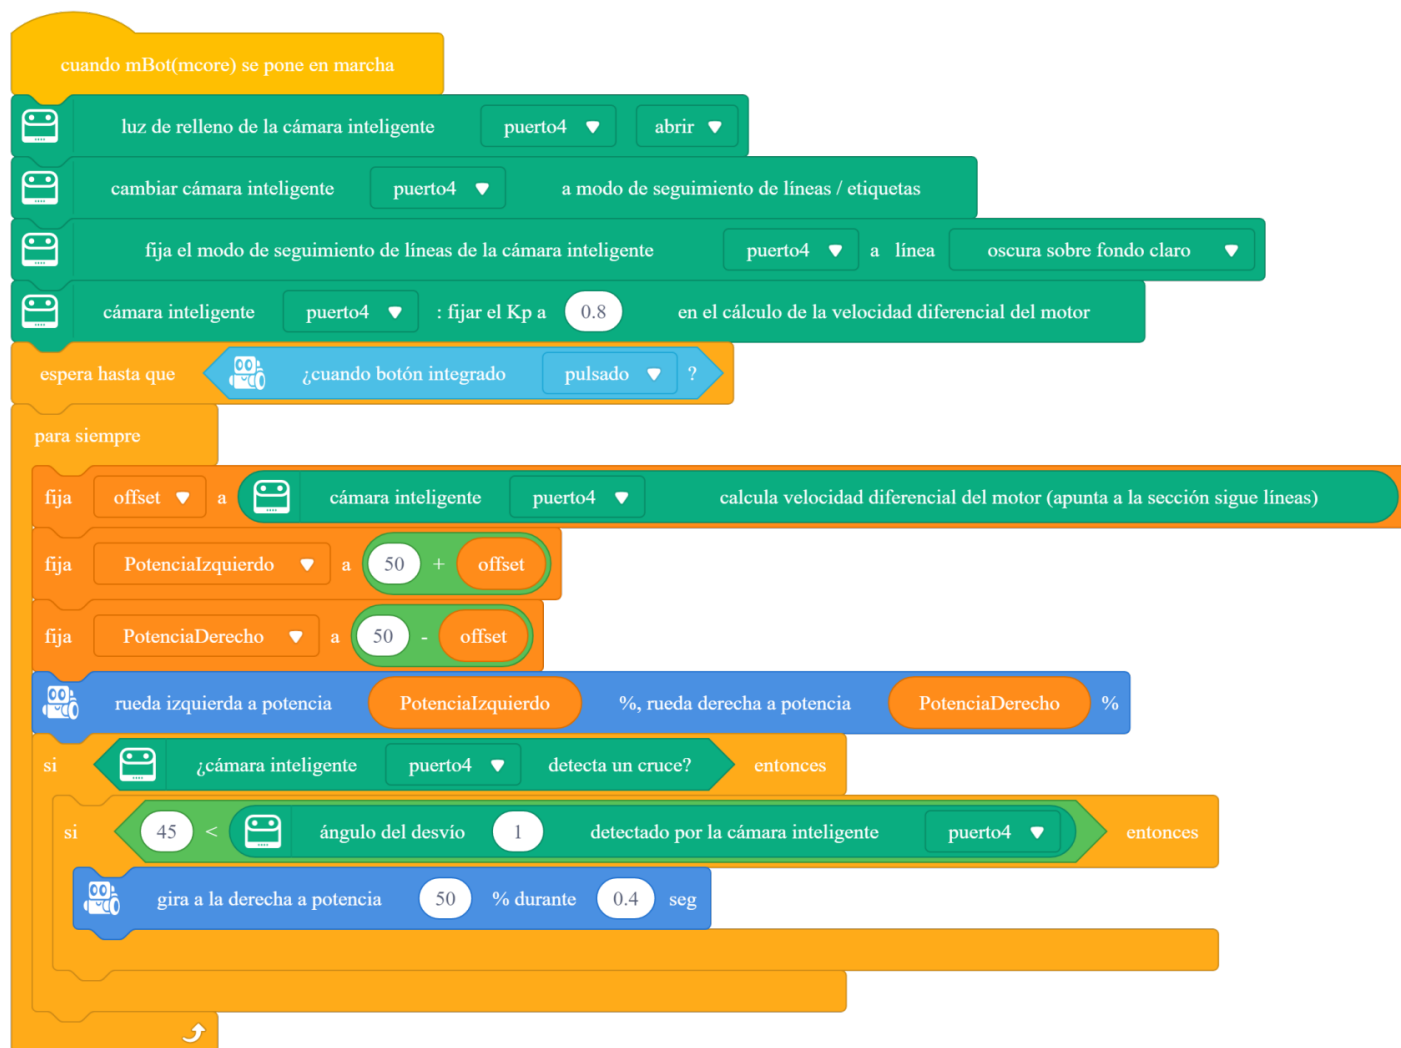 cuando mBot(mcore) se pone en marcha
luz de relleno de la cámara inteligente puerto4 abrir
cambiar cámara inteligente puerto4 a modo de seguimiento de líneas / etiquetas
fija el modo de seguimiento de líneas de la cámara inteligente puerto4 a línea oscura sobre fondo claro
cámara inteligente puerto4 : fijar el Kp a 0.8 en el cálculo de la velocidad diferencial del motor
espera hasta que ¿cuando botón integrado pulsado ?
para siempre
fija offset a cámara inteligente puerto4 calcula velocidad diferencial del motor (apunta a la sección sigue líneas)
fija PotenciaIzquierdo a 50 + offset
fija PotenciaDerecho a 50 - offset
rueda izquierda a potencia PotenciaIzquierdo %, rueda derecha a potencia PotenciaDerecho %
si ¿cámara inteligente puerto4 detecta un cruce? entonces
si 45 < ángulo del desvío 1 detectado por la cámara inteligente puerto4 entonces
gira a la derecha a potencia 50 % durante 0.4 seg